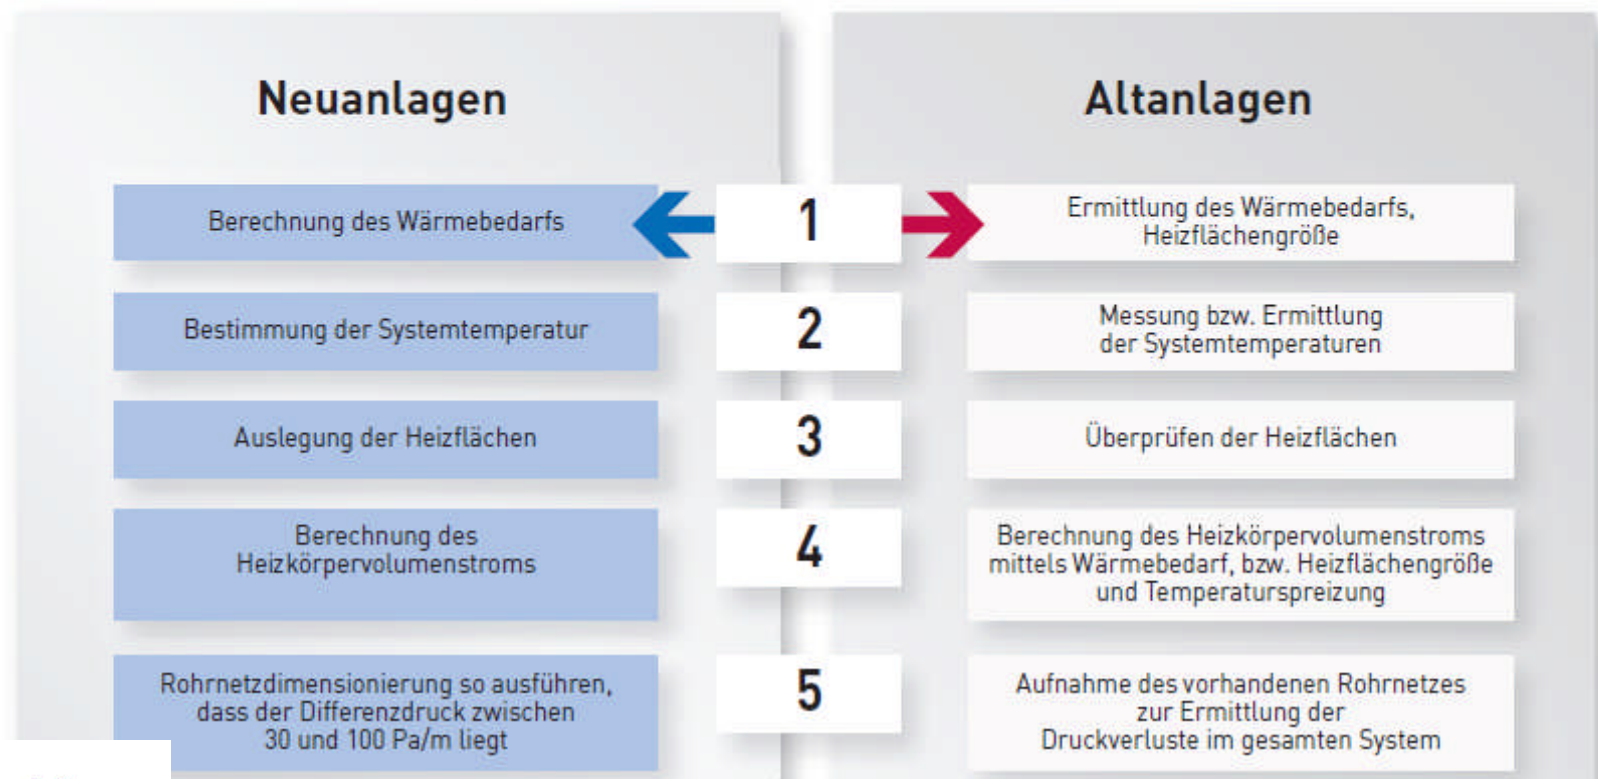 Neuanlagen
Altanlagen
Berechnung des Wärmebedarfs
1
Ermittlung des Wärmebedarfs,
Heizflächengröße
Bestimmung der Systemtemperatur
2
Messung bzw. Ermittlung
der Systemtemperaturen
Auslegung der Heizflächen
3
Überprüfen der Heizflächen
Berechnung des
Heizkörpervolumenstroms
4
Berechnung des Heizkörpervolumenstroms
mittels Wärmebedarf, bzw. Heizflächengröße
und Temperaturspreizung
Rohrnetzdimensionierung so ausführen,
dass der Differenzdruck zwischen
30 und 100 Pa/m liegt
5
Aufnahme des vorhandenen Rohrnetzes
zur Ermittlung der
Druckverluste im gesamten System